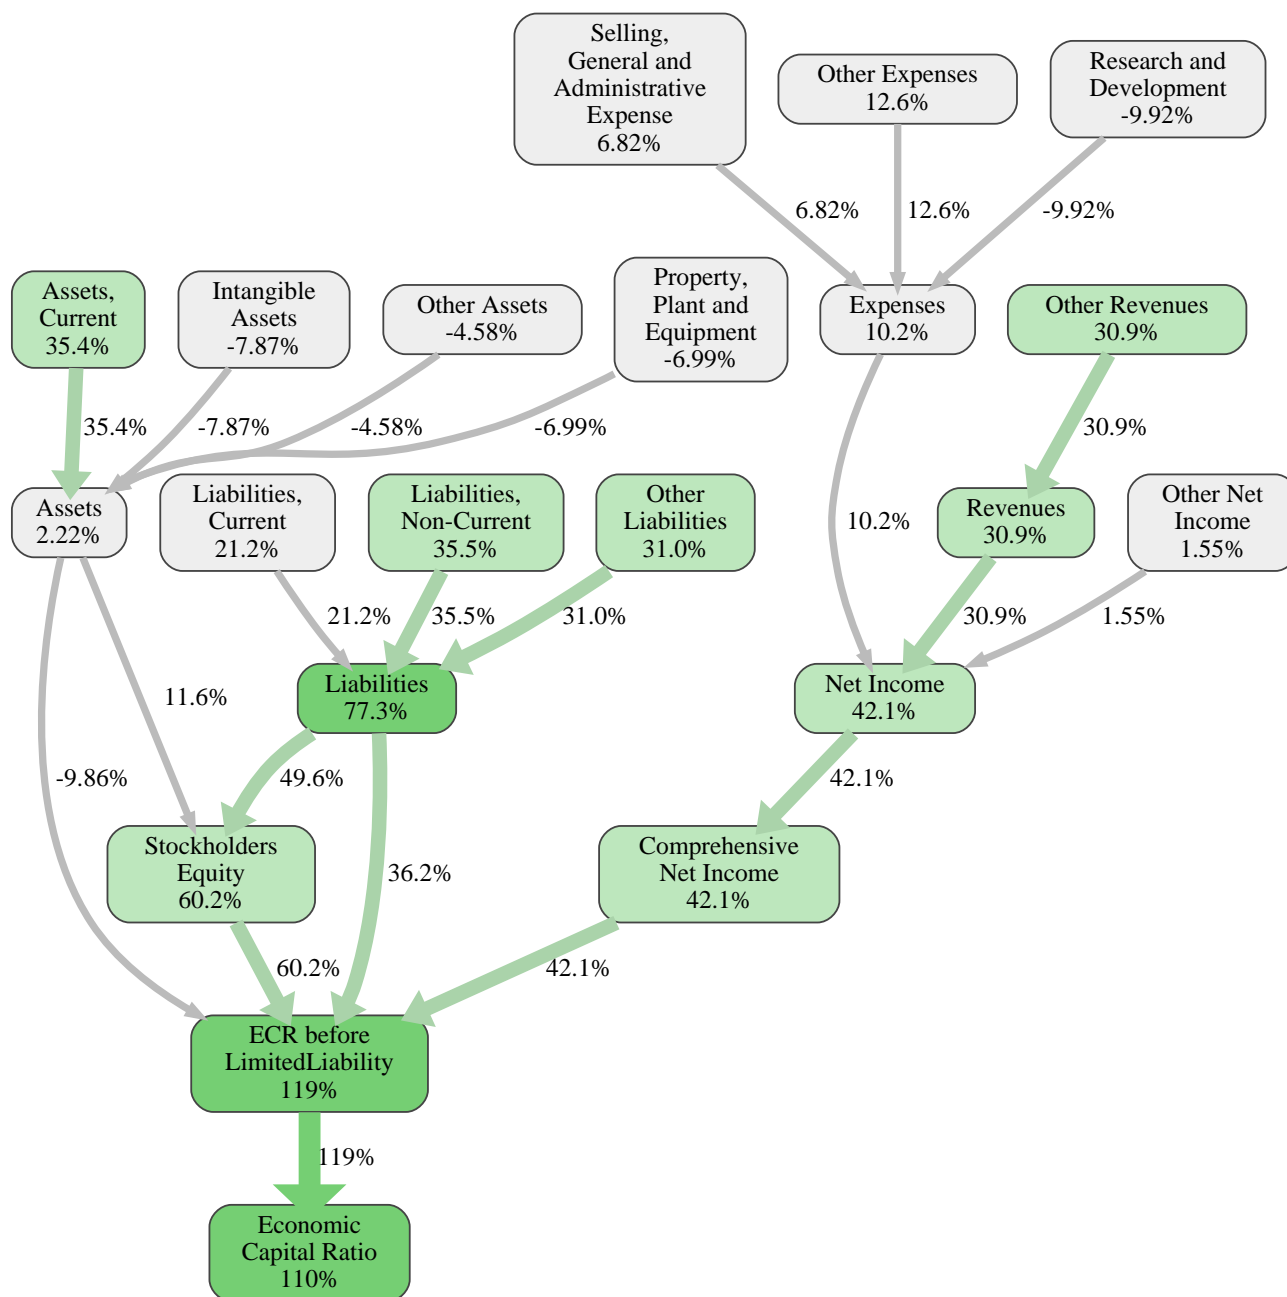 Selling,
General and
Administrative
Expense
6.82%
Other Expenses
12.6%
Research and
Development
-9.92%
6.82%
12.6%
-9.92%
Assets,
Current
35.4%
Intangible
Assets
-7.87%
Other Assets
-4.58%
Property,
Plant and
Equipment
-6.99%
Expenses
10.2%
Other Revenues
30.9%
35.4%
-7.87%
-4.58%
-6.99%
30.9%
Assets
2.22%
Liabilities,
Current
21.2%
Liabilities,
Non-Current
35.5%
Other
Liabilities
31.0%
10.2%
Revenues
30.9%
Other Net
Income
1.55%
21.2%
35.5%
31.0%
30.9%
1.55%
11.6%
Liabilities
77.3%
Net Income
42.1%
-9.86%
49.6%
42.1%
Stockholders
Equity
60.2%
36.2%
Comprehensive
Net Income
42.1%
60.2%
42.1%
ECR before
LimitedLiability
119%
119%
Economic
Capital Ratio
110%